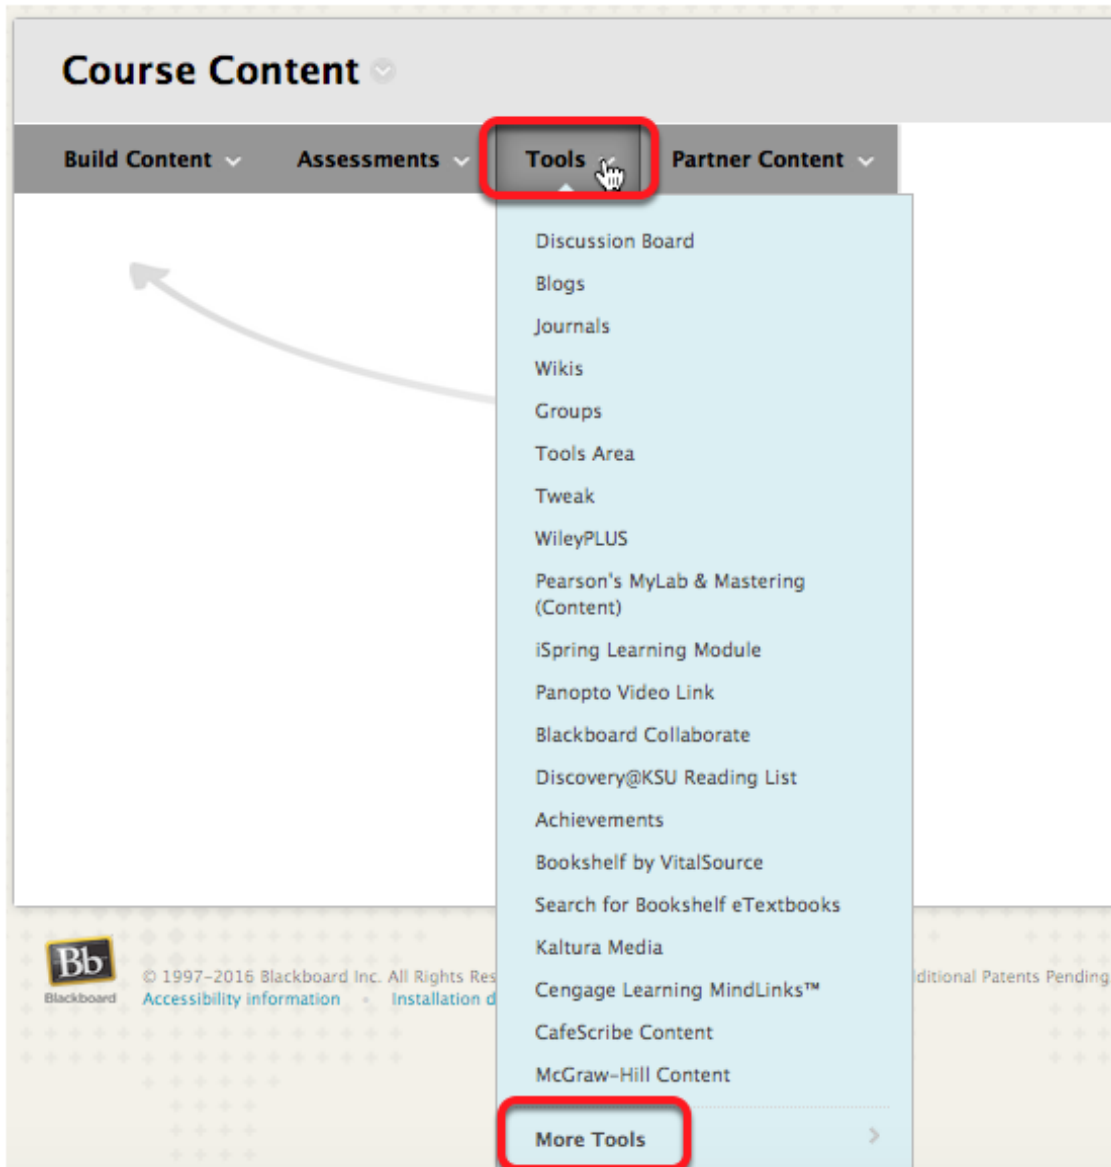 Course Content
Build Content
Assessments
Tools
Partner Content
Discussion Board
Blogs
Journals
Wikis
Groups
Tools Area
Tweak
WileyPLUS
Pearson's MyLab & Mastering
(Content)
iSpring Learning Module
Panopto Video Link
Blackboard Collaborate
Discovery@KSU Reading List
Achievements
Bookshelf by VitalSource
Search for Bookshelf eTextbooks
Kaltura Media
Cengage Learning MindLinks™
CafeScribe Content
McGraw-Hill Content
More Tools
Bb
Blackboard
© 1997-2016 Blackboard Inc. All Rights Res
ditional Patents Pending
Accessibility information • Installation d